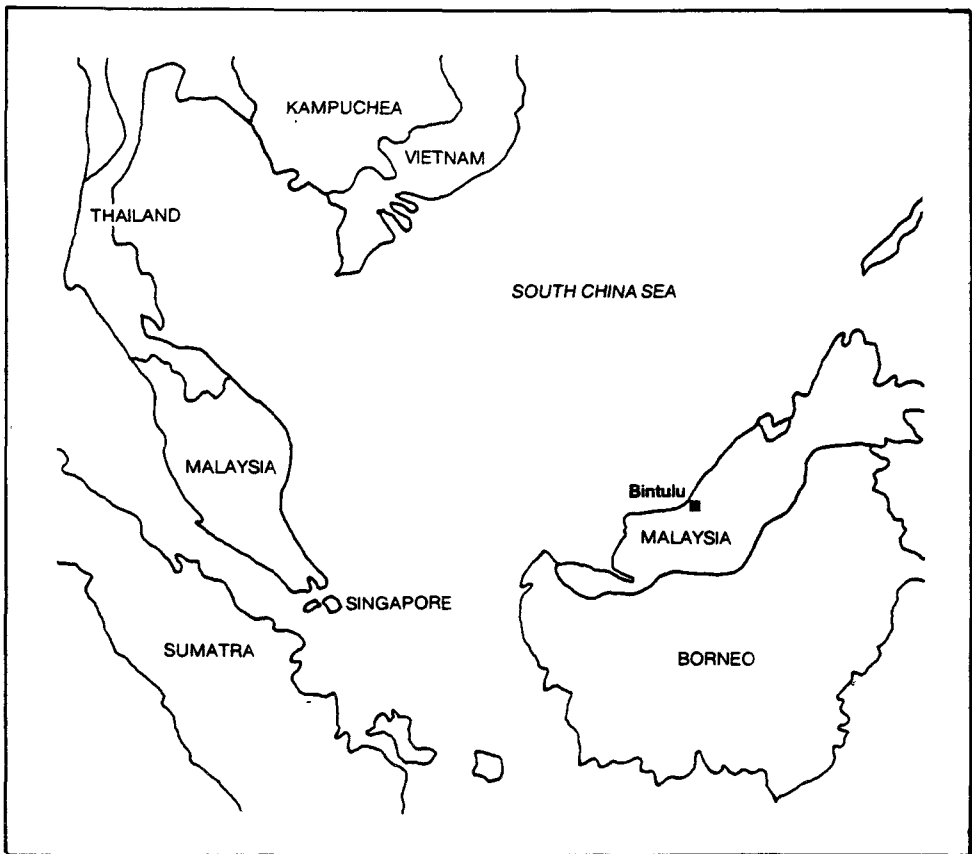 KAMPUCHEA
VIETNAM
THAILAND
SOUTH CHINA SEA
MALAYSIA
Bintulu
MALAYSIA
SINGAPORE
SUMATRA
BORNEO